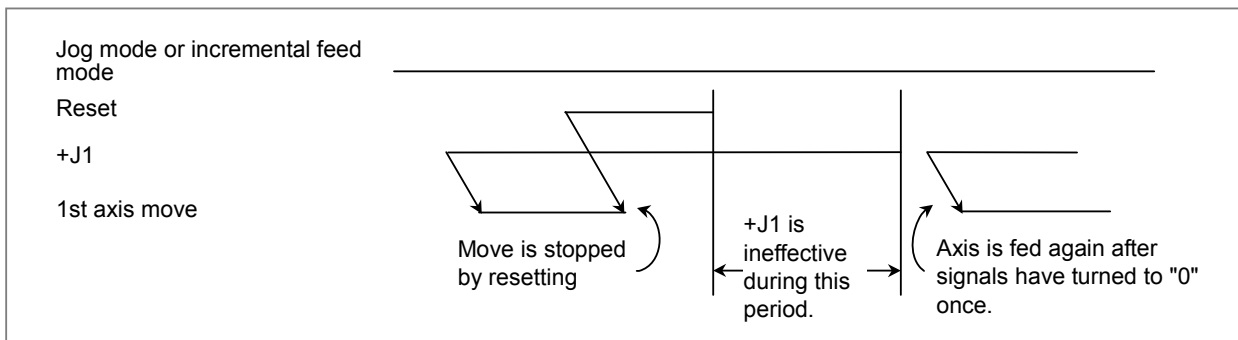 Jog mode or incremental feed
mode
Reset
+J1
1st axis move
Move is stopped
by resetting
+J1 is
ineffective
during this
period.
Axis is fed again after
signals have turned to "0"
once.